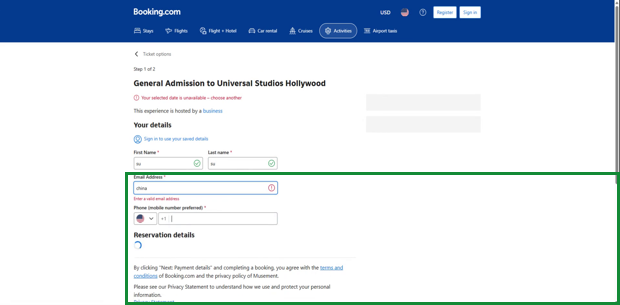 Booking.com
USD
Register
Sign in
Stays
Flights
Flight + Hotel
Car rental
Cruises
Activities
Airport taxis
Ticket options
Step 1 of 2
General Admission to Universal Studios Hollywood
Your selected date is unavailable – choose another
This experience is hosted by a business
Your details
Sign in to use your saved details
First Name * Last name *
su su
Email Address *
china
Enter a valid email address
Phone (mobile number preferred) *
+1
Reservation details
By clicking "Next: Payment details" and completing a booking, you agree with the terms and
conditions of Booking.com and the privacy policy of Musement.
Please see our Privacy Statement to understand how we use and protect your personal
information.